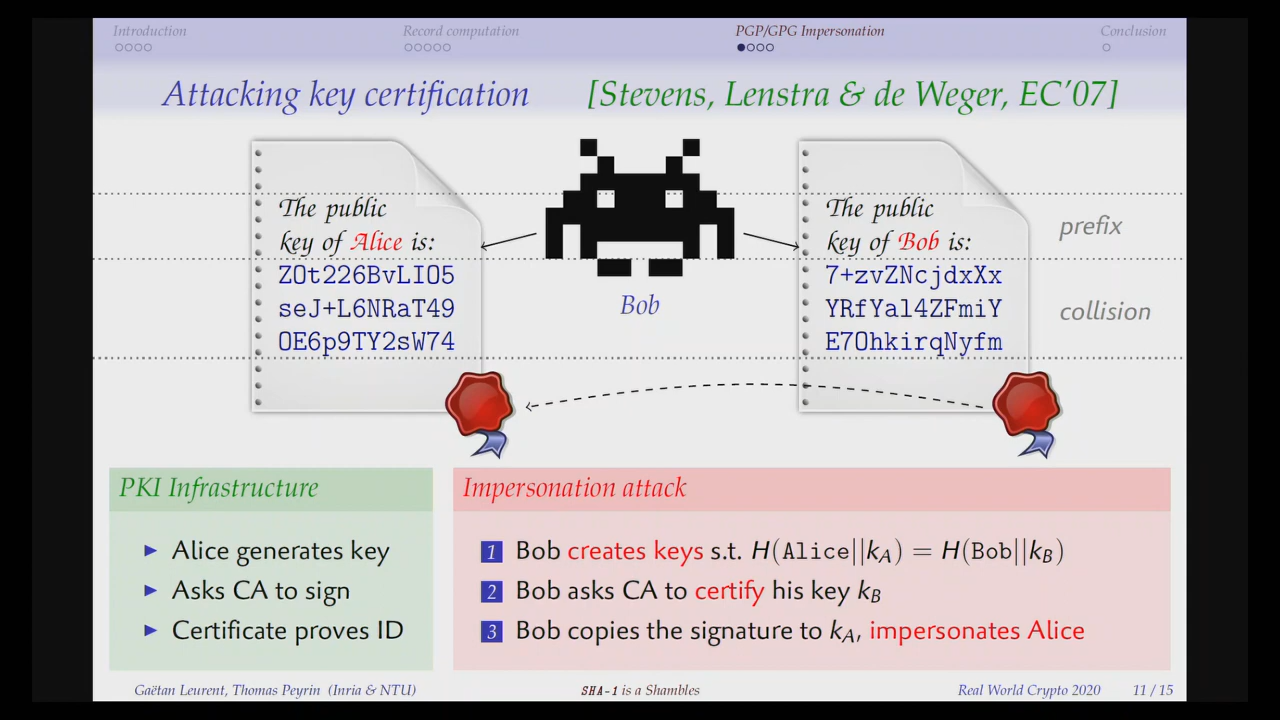 Introduction
Record computation
PGP/GPG Impersonation
Conclusion
Attacking key certification [Stevens, Lenstra & de Weger, EC'07]
The public
key of Alice is:
ZOt226BvLIO5
seJ+L6NRaT49
OE6p9TY2sW74
Bob
The public
key of Bob is:
7+zvZNcjdxXx
YRfYal4ZFmiY
E7OhkirqNyfm
prefix
collision
PKI Infrastructure
▶ Alice generates key
▶ Asks CA to sign
▶ Certificate proves ID
Impersonation attack
1 Bob creates keys s.t. H(Alice||k_A) = H(Bob||k_B)
2 Bob asks CA to certify his key k_B
3 Bob copies the signature to k_A, impersonates Alice
Gaëtan Leurent, Thomas Peyrin (Inria & NTU)
SHA-1 is a Shambles
Real World Crypto 2020
11 / 15